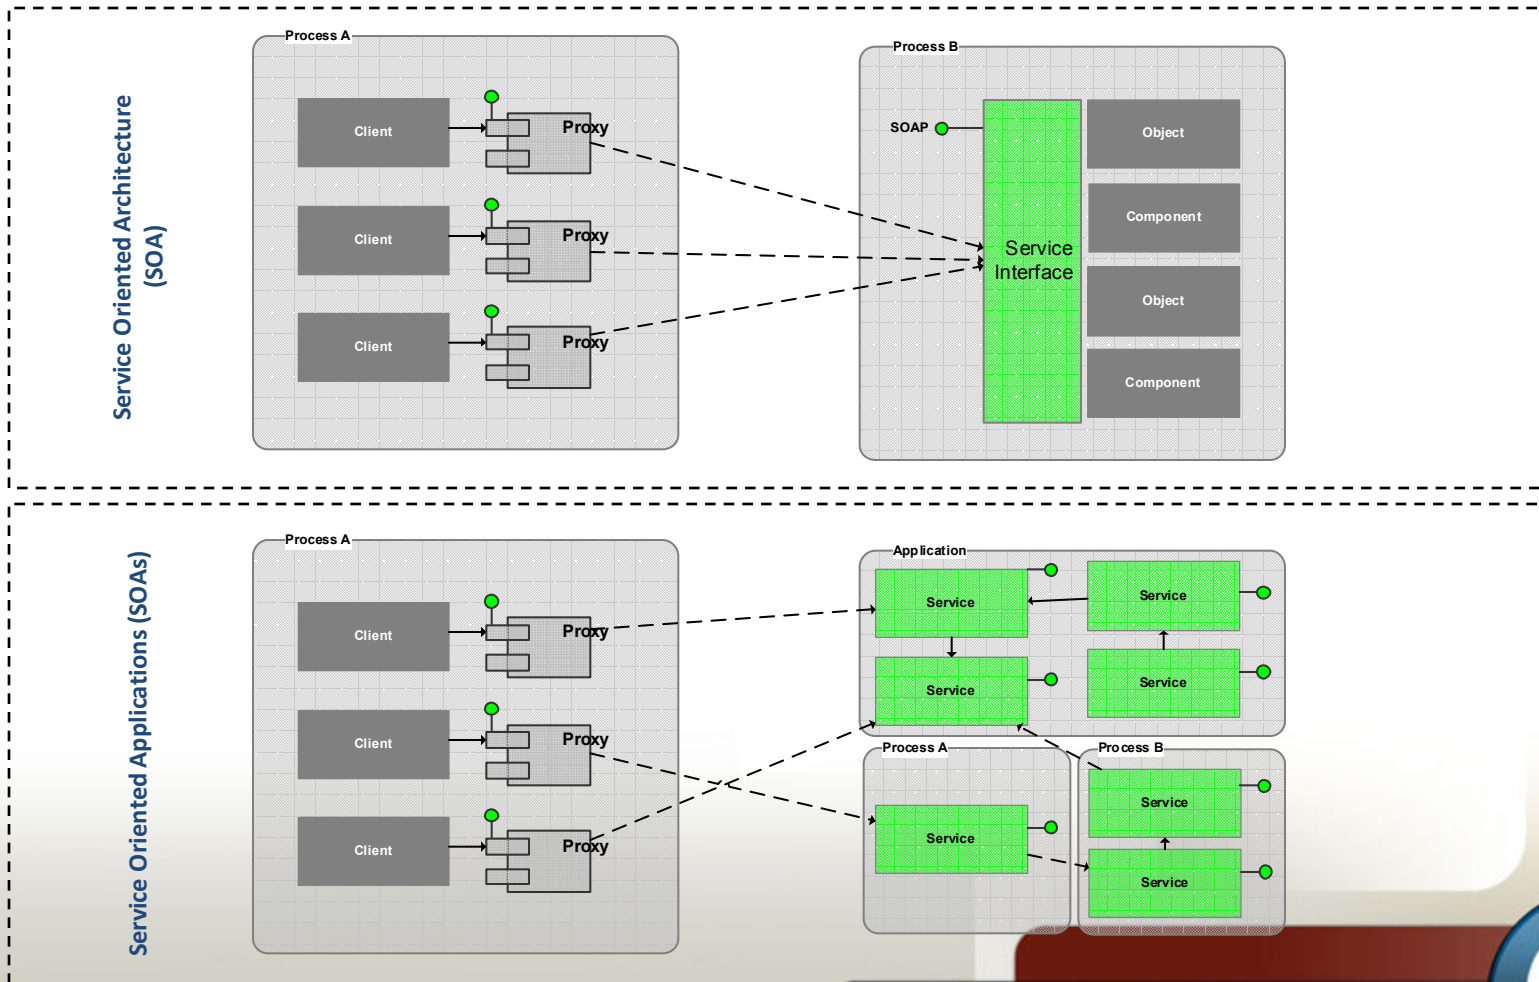 Service Oriented Architecture
(SOA)
Process A
Client
Proxy
Client
Proxy
Client
Proxy
Process B
SOAP
Service
Interface
Object
Component
Object
Component
Service Oriented Applications (SOAs)
Process A
Client
Proxy
Client
Proxy
Client
Proxy
Application
Service
Service
Service
Service
Process A
Service
Process B
Service
Service